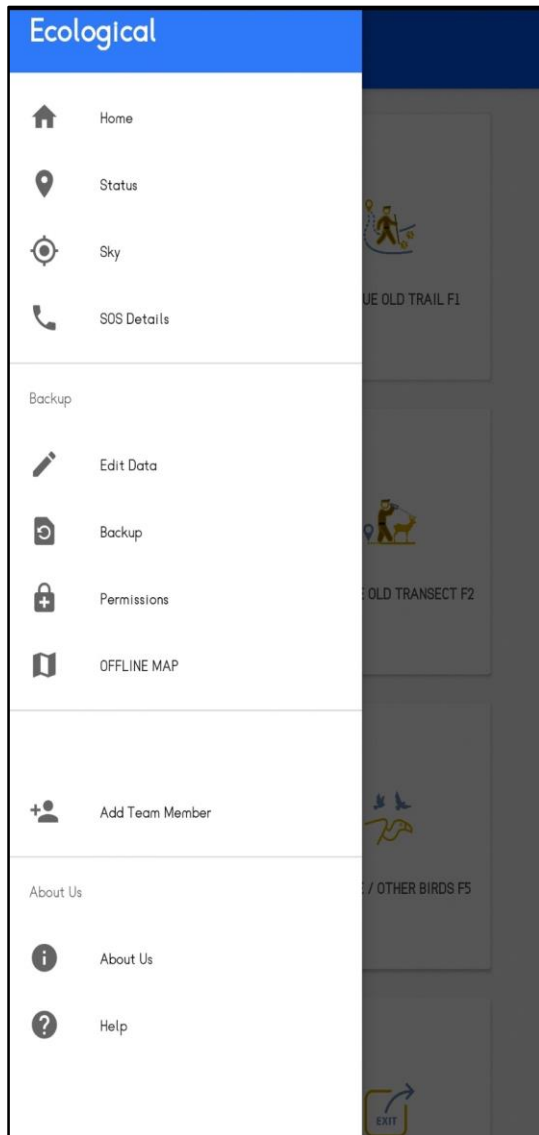 Ecological
Home
Status
Sky
SOS Details
Backup
Edit Data
Backup
Permissions
OFFLINE MAP
Add Team Member
About Us
About Us
Help
UE OLD TRAIL F1
OLD TRANSECT F2
/ OTHER BIRDS F5
EXIT